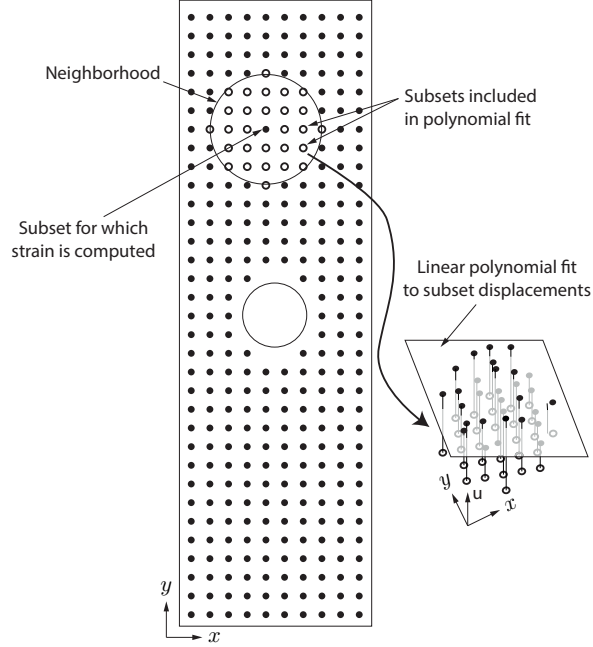 Neighborhood
Subsets included
in polynomial fit
Subset for which
strain is computed
Linear polynomial fit
to subset displacements
y
u
x
y
x